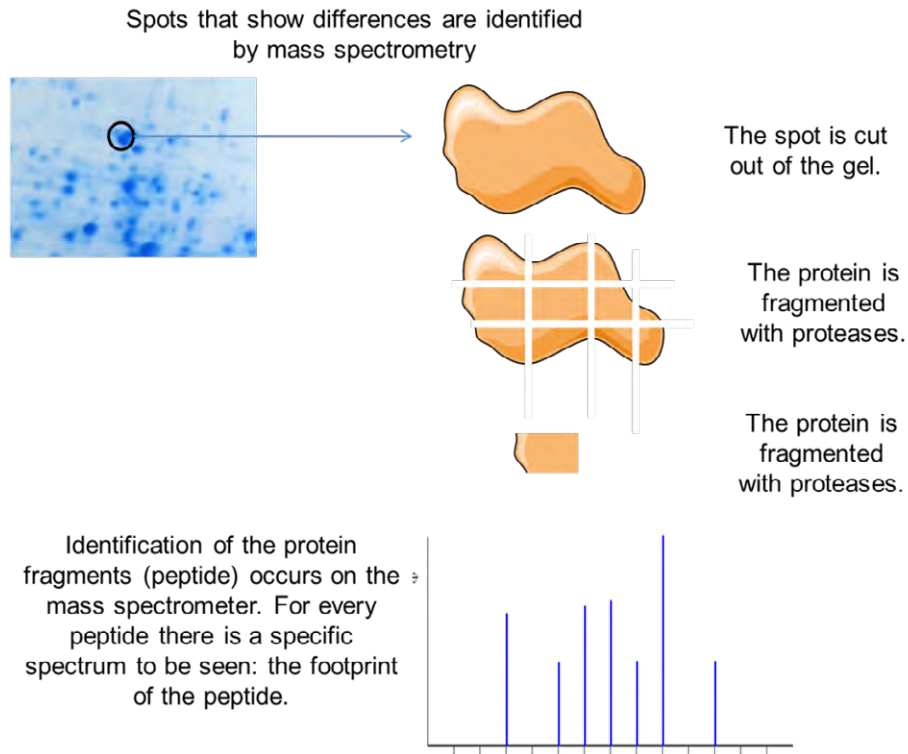 Spots that show differences are identified
by mass spectrometry
The spot is cut
out of the gel.
The protein is
fragmented
with proteases.
The protein is
fragmented
with proteases.
Identification of the protein
fragments (peptide) occurs on the
mass spectrometer. For every
peptide there is a specific
spectrum to be seen: the footprint
of the peptide.